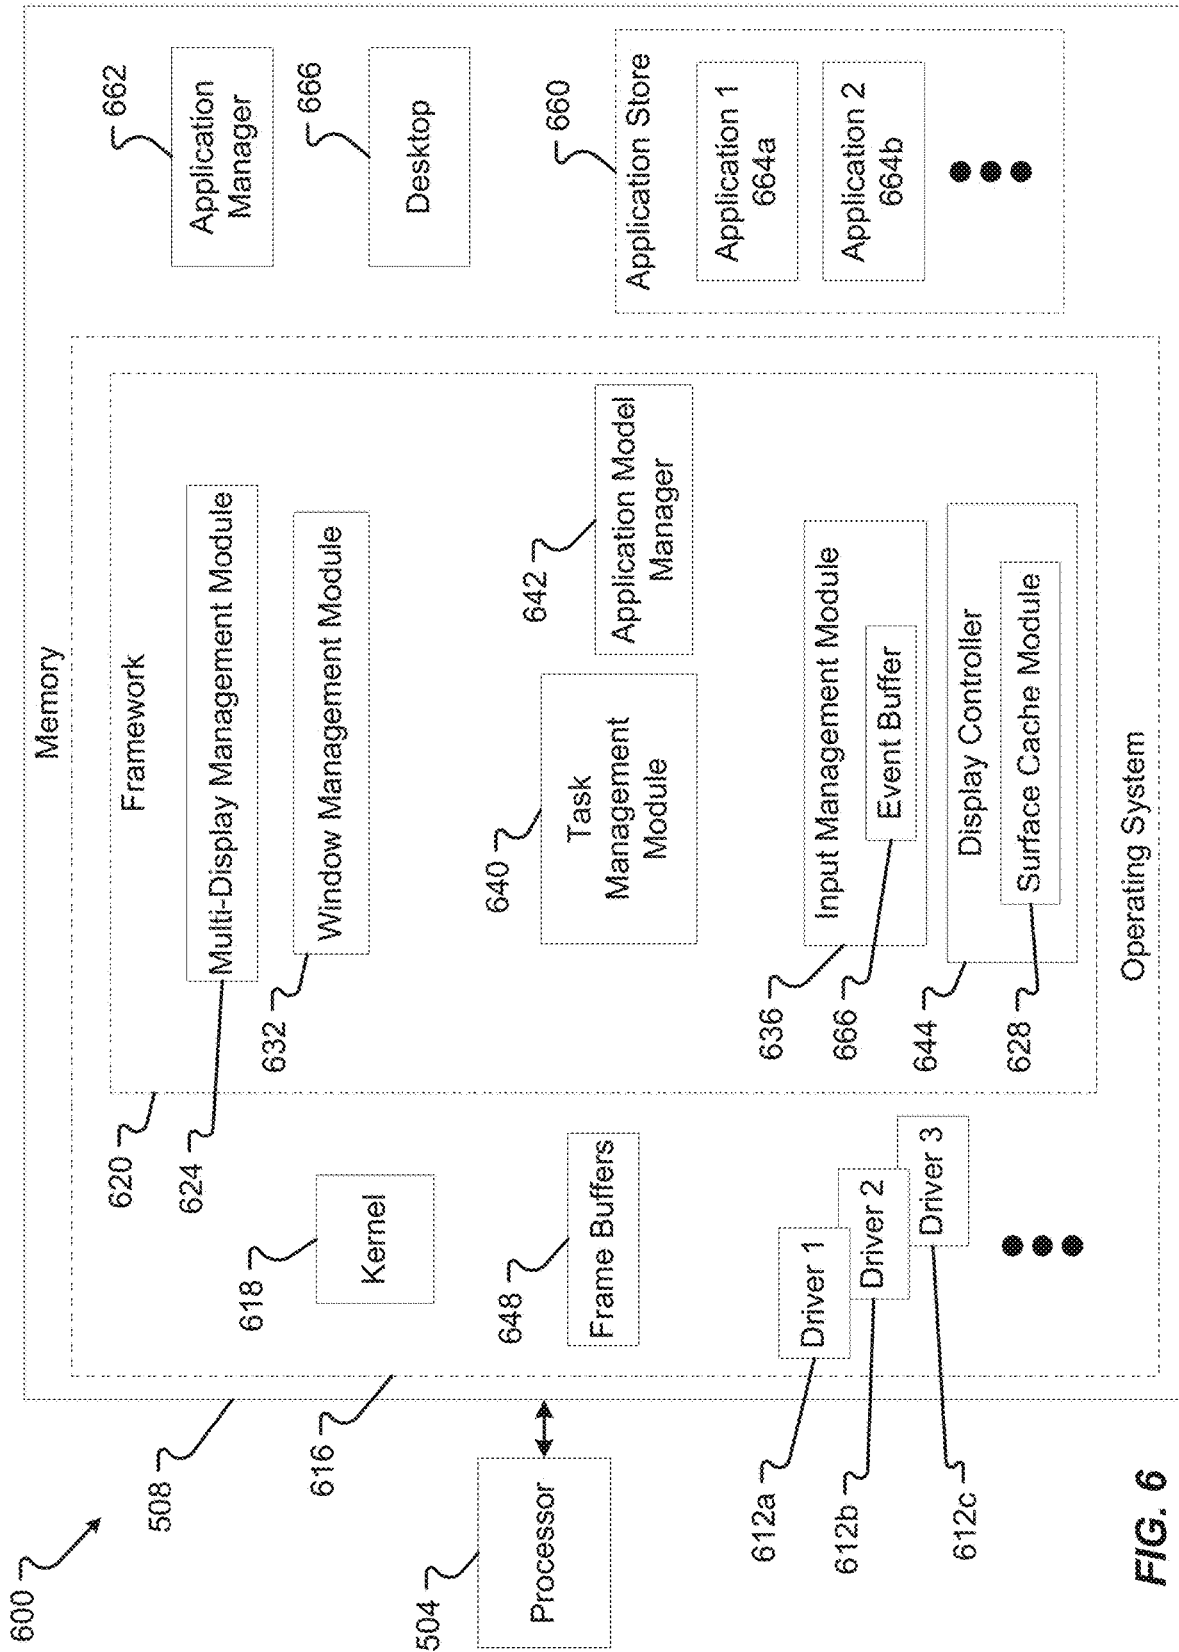 600
508
Memory
662
Application
Manager
666
Desktop
660
Application Store
Application 1
664a
Application 2
664b
616
Operating System
620
Framework
624
Multi-Display Management Module
632
Window Management Module
640
Task
Management
Module
642
Application Model
Manager
636
Input Management Module
666
Event Buffer
644
Display Controller
628
Surface Cache Module
618
Kernel
648
Frame Buffers
Driver 1
Driver 2
Driver 3
504
Processor
612a
612b
612c
FIG. 6